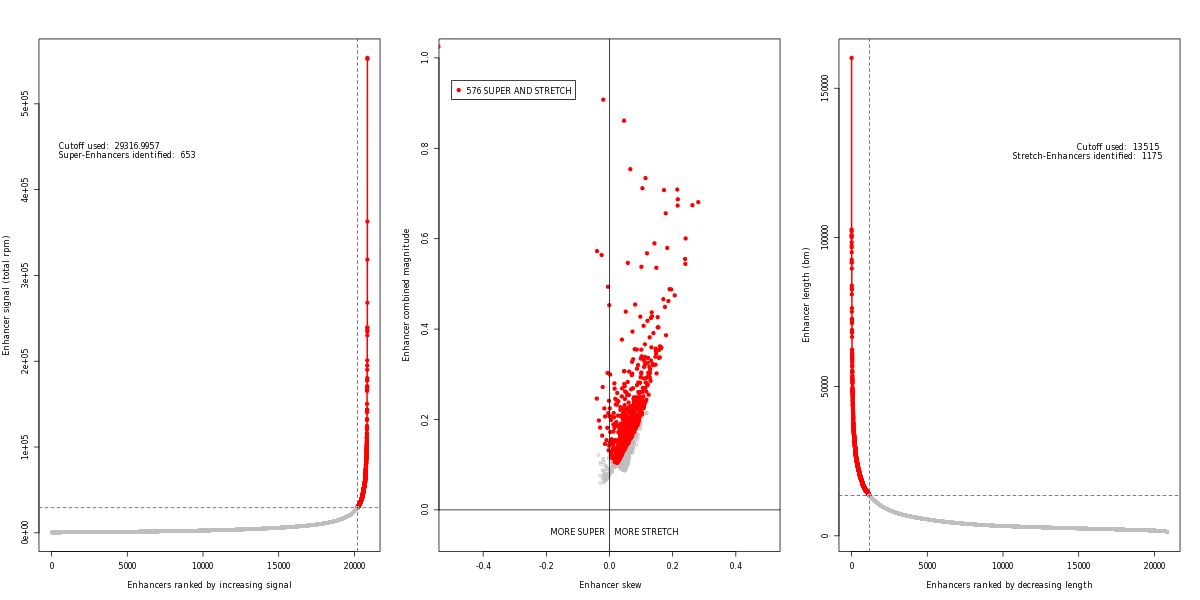 Enhancer signal (total rpm)
0e+00
1e+05
2e+05
3e+05
4e+05
5e+05
Cutoff used: 29316.9957
Super-Enhancers identified: 653
0
5000
10000
15000
20000
Enhancers ranked by increasing signal
Enhancer combined magnitude
0.0
0.2
0.4
0.6
0.8
1.0
576 SUPER AND STRETCH
MORE SUPER
MORE STRETCH
-0.4
-0.2
0.0
0.2
0.4
Enhancer skew
Enhancer length (bm)
0
50000
100000
150000
Cutoff used: 13515
Stretch-Enhancers identified: 1175
0
5000
10000
15000
20000
Enhancers ranked by decreasing length